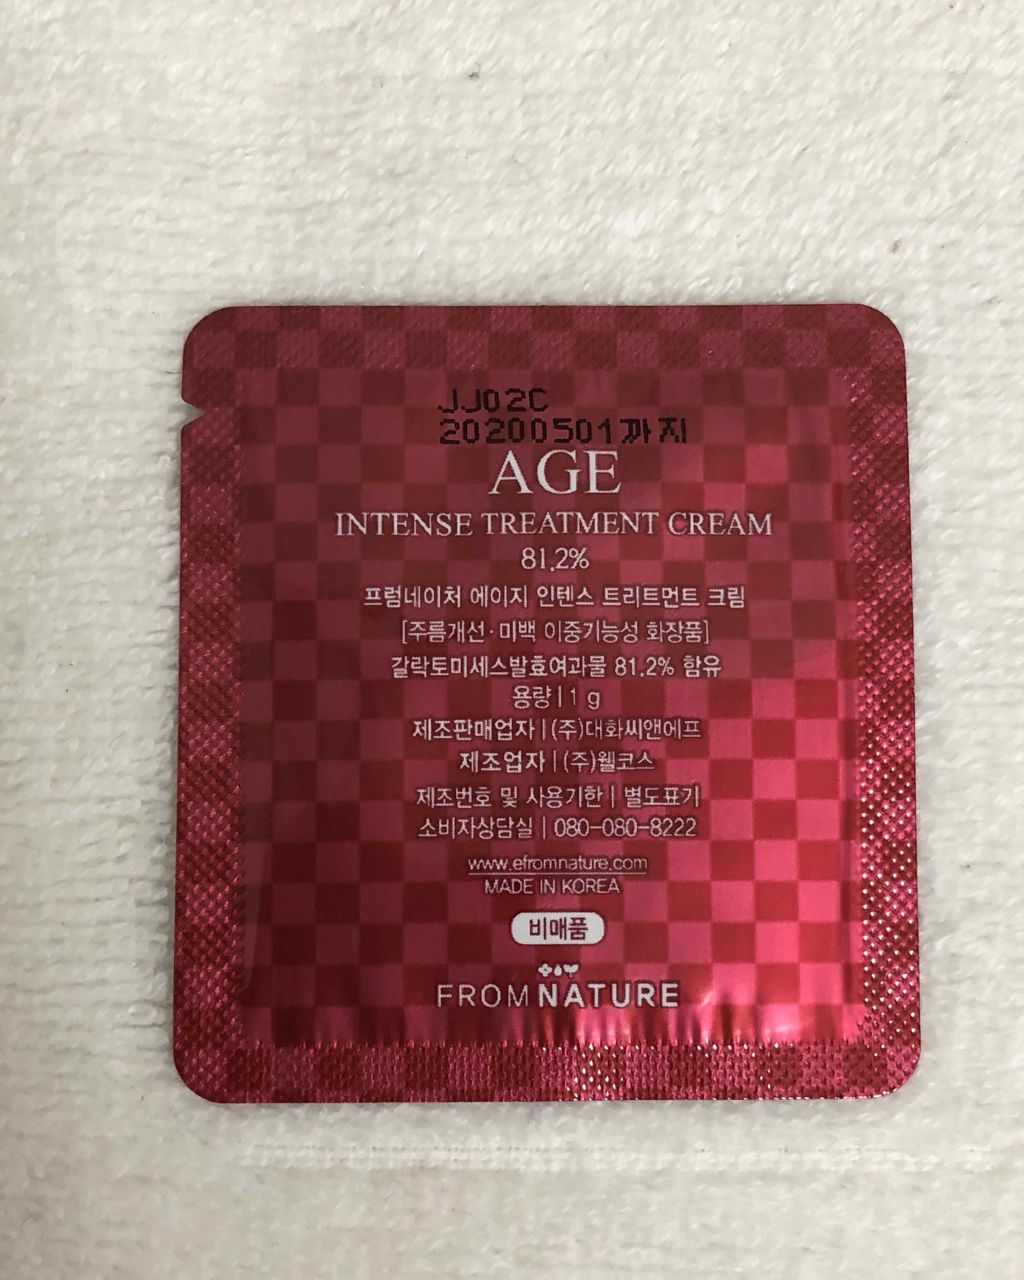 JJ02C
20200501까지
AGE
INTENSE TREATMENT CREAM
81.2%
프럼네이처 에이지 인텐스 트리트먼트 크림
[주름개선·미백 이중기능성 화장품]
갈락토미세스발효여과물 81.2% 함유
용량 | 1 g
제조판매업자 | (주)대화씨앤에프
제조업자 | (주)웰코스
제조번호 및 사용기한 | 별도표기
소비자상담실 | 080-080-8222
www.efromnature.com
MADE IN KOREA
비매품
FROMNATURE